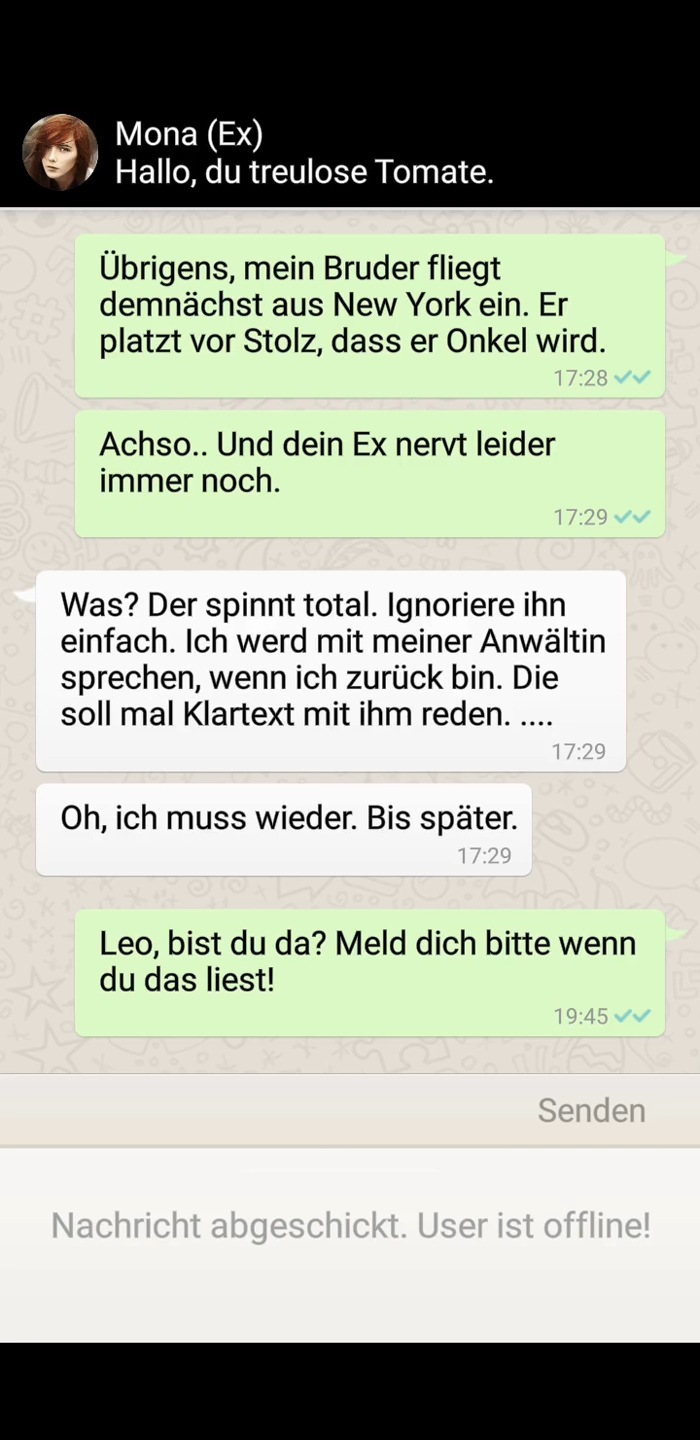 Mona (Ex)
Hallo, du treulose Tomate.
Übrigens, mein Bruder fliegt
demnächst aus New York ein. Er
platzt vor Stolz, dass er Onkel wird.
17:28
Achso.. Und dein Ex nervt leider
immer noch.
17:29
Was? Der spinnt total. Ignoriere ihn
einfach. Ich werd mit meiner Anwältin
sprechen, wenn ich zurück bin. Die
soll mal Klartext mit ihm reden. ....
17:29
Oh, ich muss wieder. Bis später.
17:29
Leo, bist du da? Meld dich bitte wenn
du das liest!
19:45
Senden
Nachricht abgeschickt. User ist offline!